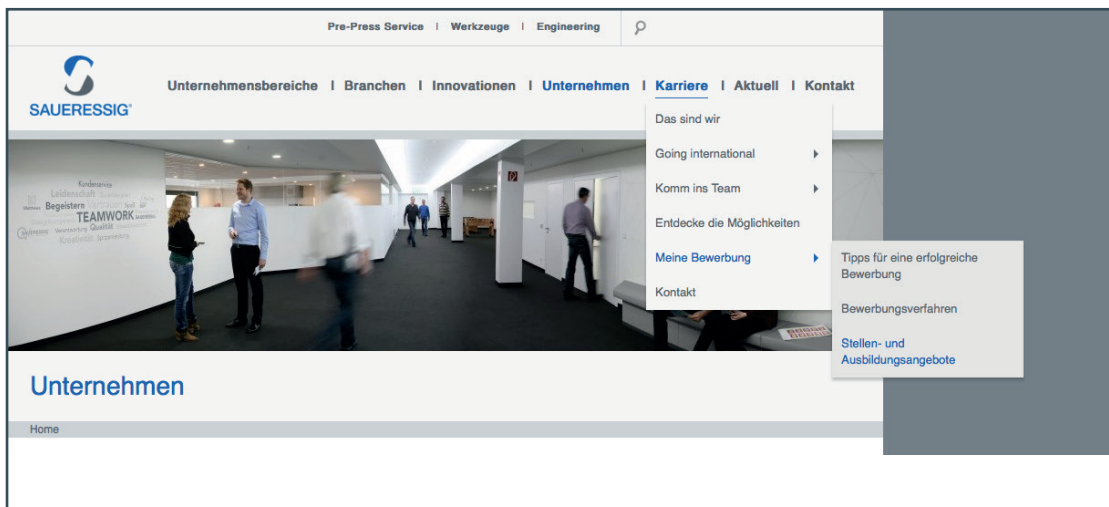 Pre-Press Service | Werkzeuge | Engineering
SAUERESSIG
Unternehmensbereiche | Branchen | Innovationen | Unternehmen | Karriere | Aktuell | Kontakt
Das sind wir
Going international
Komm ins Team
Entdecke die Möglichkeiten
Meine Bewerbung
Kontakt
Tipps für eine erfolgreiche
Bewerbung
Bewerbungsverfahren
Stellen- und
Ausbildungsangebote
Kundenservice
Leidenschaft
Begeistern
TEAMWORK
Verantwortung Qualität
Kreativität
Unternehmen
Home